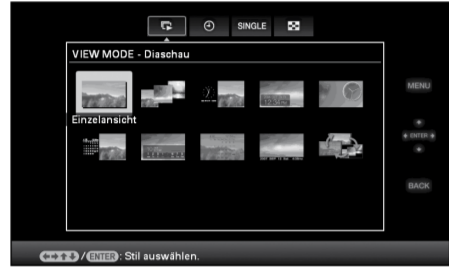 SINGLE
VIEW MODE - Diaschau
MENU
Einzelansicht
ENTER
BACK
/ ENTER : Stil auswählen.